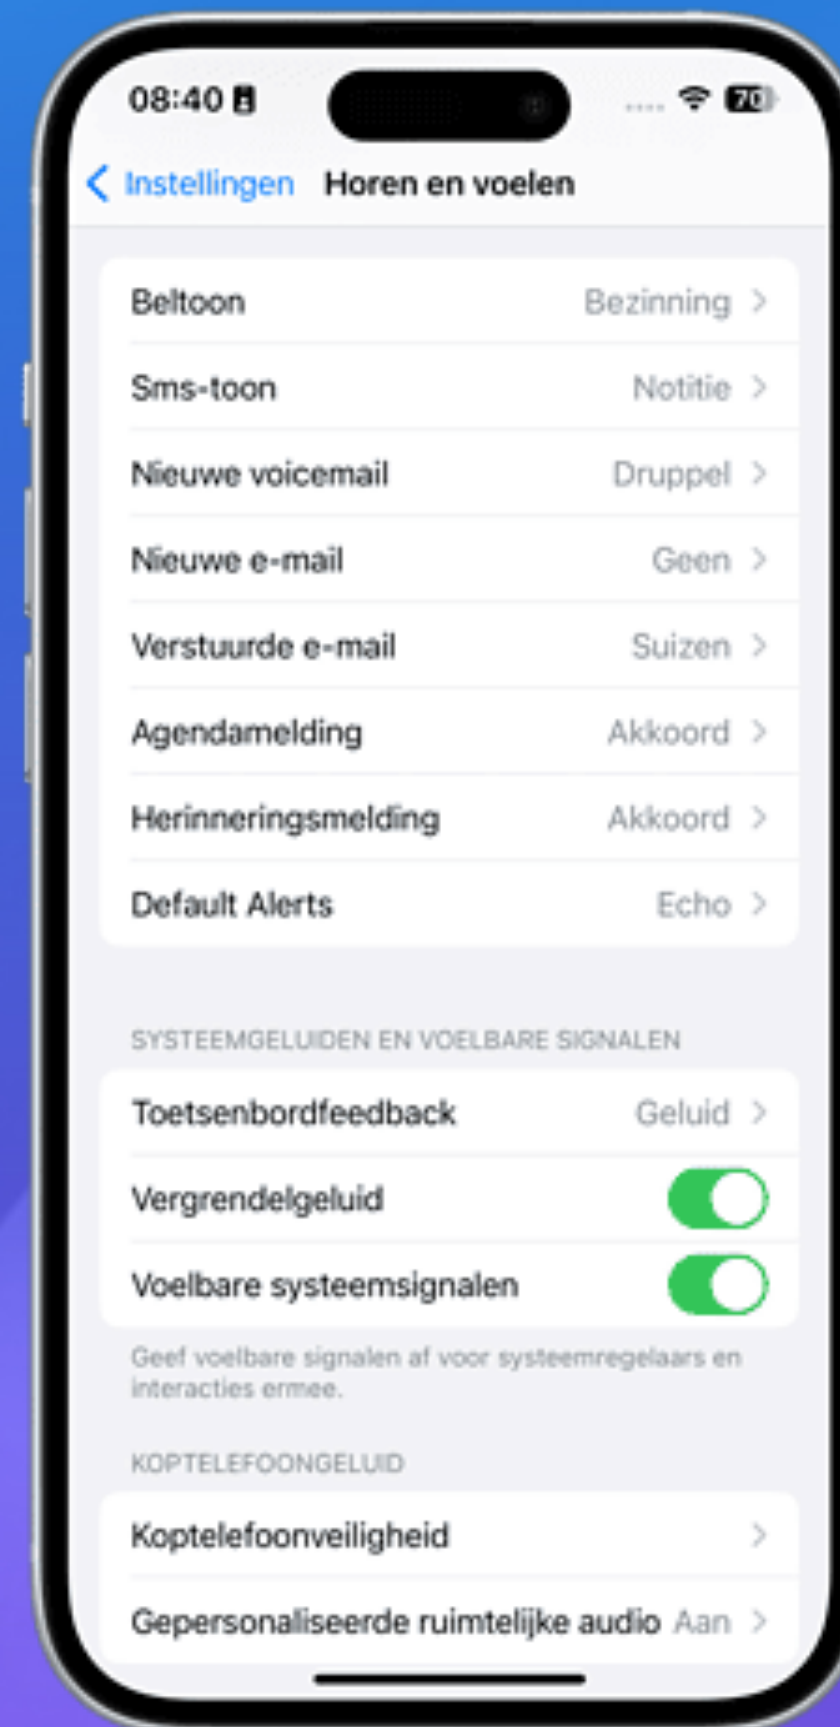 08:40
70
Instellingen Horen en voelen
Beltoon Bezinning
Sms-toon Notitie
Nieuwe voicemail Druppel
Nieuwe e-mail Geen
Verstuurde e-mail Suizen
Agendamelding Akkoord
Herinneringsmelding Akkoord
Default Alerts Echo
SYSTEEMGELUIDEN EN VOELBARE SIGNALEN
Toetsenbordfeedback Geluid
Vergrendelgeluid
Voelbare systeemsignalen
Geef voelbare signalen af voor systeemregelaars en
interacties ermee.
KOPTELEFOONGELUID
Koptelefoonveiligheid
Gepersonaliseerde ruimtelijke audio Aan